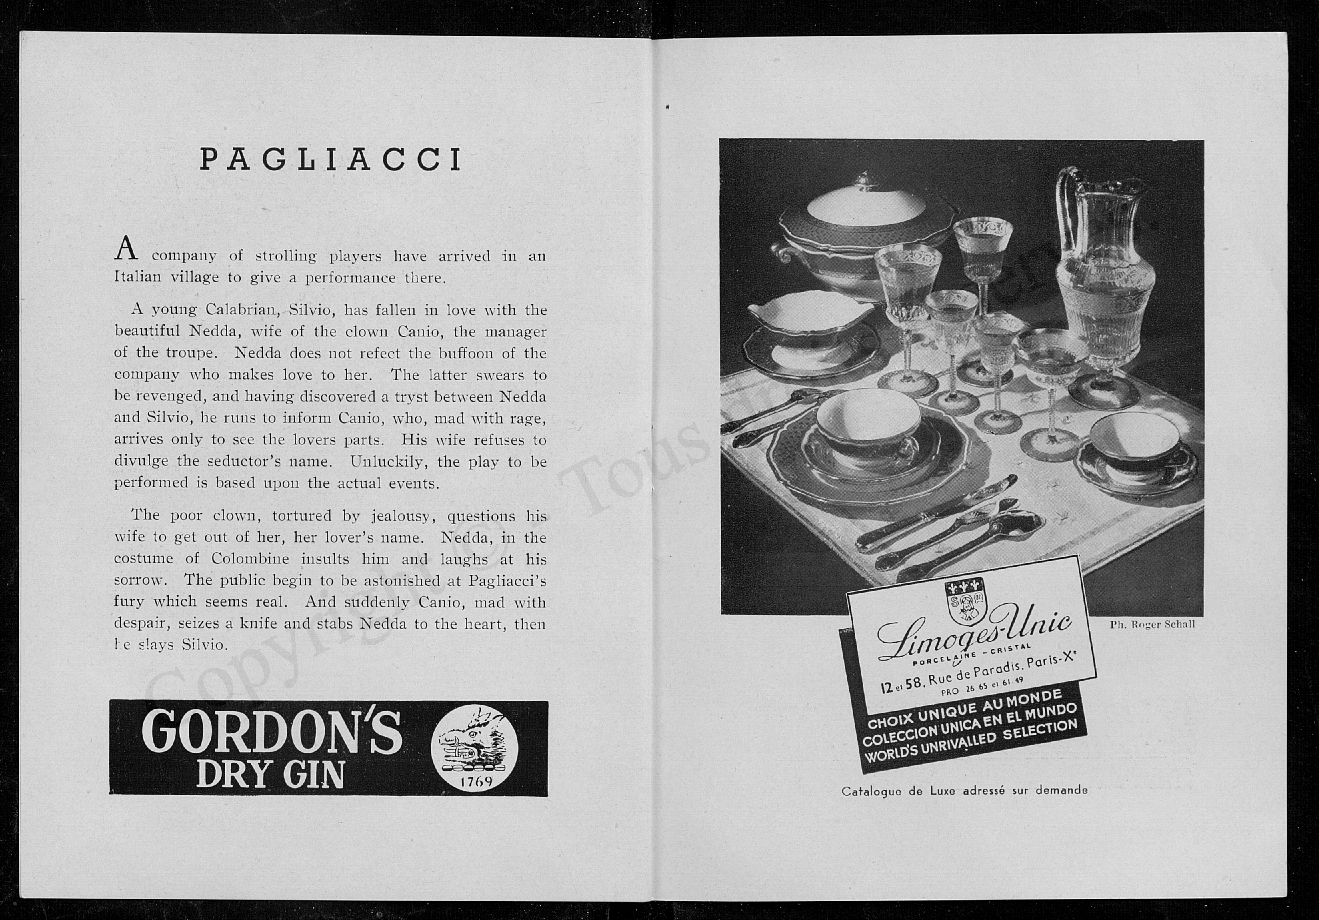 PAGLIACCI
A company of strolling players have arrived in an
Italian village to give a performance there.
A young Calabrian, Silvio, has fallen in love with the
beautiful Nedda, wife of the clown Canio, the manager
of the troupe. Nedda does not refect the buffoon of the
company who makes love to her. The latter swears to
be revenged, and having discovered a tryst between Nedda
and Silvio, he runs to inform Canio, who, mad with rage,
arrives only to see the lovers parts. His wife refuses to
divulge the seductor's name. Unluckily, the play to be
performed is based upon the actual events.
The poor clown, tortured by jealousy, questions his
wife to get out of her, her lover's name. Nedda, in the
costume of Colombine insults him and laughs at his
sorrow. The public begin to be astonished at Pagliacci's
fury which seems real. And suddenly Canio, mad with
despair, seizes a knife and stabs Nedda to the heart, then
he slays Silvio.
GORDON'S
DRY GIN
1769
Copyright © - Tous
Ph. Roger Schall
Limoges-Unic
PORCELAINE - CRISTAL
12 et 58, Rue de Paradis, Paris-Xe
PRO 26 65 et 61 49
CHOIX UNIQUE AU MONDE
COLECCION UNICA EN EL MUNDO
WORLD'S UNRIVALLED SELECTION
Catalogue de Luxe adressé sur demande